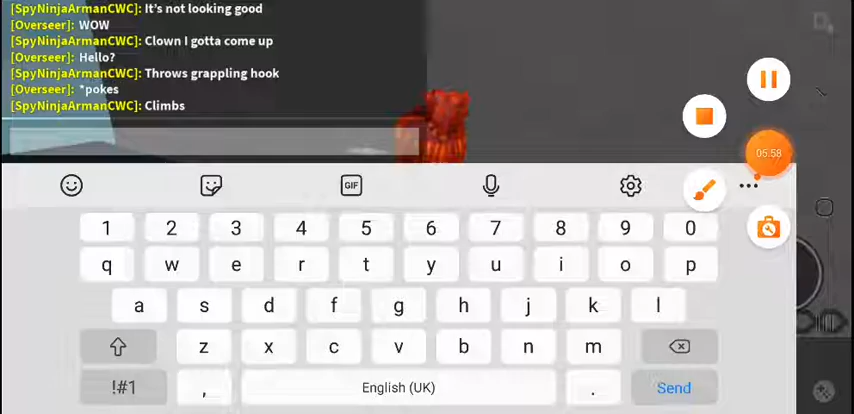 [SpyNinjaArmanCWC]: It's not looking good
[Overseer]: WOW
[SpyNinjaArmanCWC]: Clown I gotta come up
[Overseer]: Hello?
[SpyNinjaArmanCWC]: Throws grappling hook
[Overseer]: *pokes
[SpyNinjaArmanCWC]: Climbs
05:58
GIF
1 2 3 4 5 6 7 8 9 0
q w e r t y u i o p
a s d f g h j k l
z x c v b n m
!#1 , English (UK) . Send